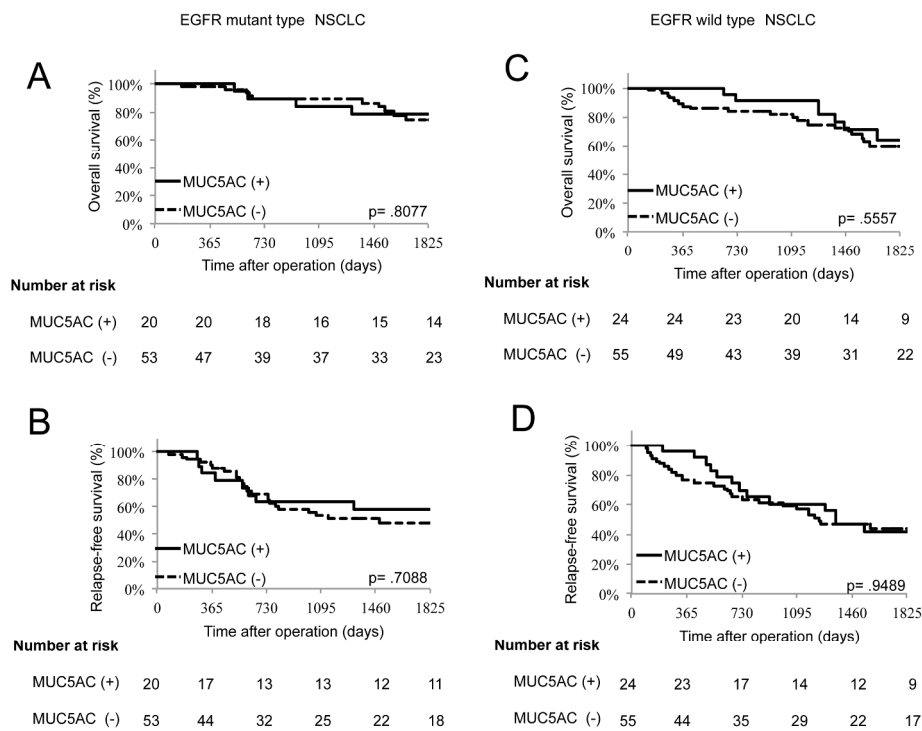 EGFR mutant type NSCLC
A
Overall survival (%)
100%
80%
60%
40%
20%
0%
MUC5AC (+)
MUC5AC (-)
p= .8077
0 365 730 1095 1460 1825
Time after operation (days)
Number at risk
MUC5AC (+) 20 20 18 16 15 14
MUC5AC (-) 53 47 39 37 33 23
B
Relapse-free survival (%)
100%
80%
60%
40%
20%
0%
MUC5AC (+)
MUC5AC (-)
p= .7088
0 365 730 1095 1460 1825
Time after operation (days)
Number at risk
MUC5AC (+) 20 17 13 13 12 11
MUC5AC (-) 53 44 32 25 22 18
EGFR wild type NSCLC
C
Overall survival (%)
100%
80%
60%
40%
20%
0%
MUC5AC (+)
MUC5AC (-)
p= .5557
0 365 730 1095 1460 1825
Time after operation (days)
Number at risk
MUC5AC (+) 24 24 23 20 14 9
MUC5AC (-) 55 49 43 39 31 22
D
Relapse-free survival (%)
100%
80%
60%
40%
20%
0%
MUC5AC (+)
MUC5AC (-)
p= .9489
0 365 730 1095 1460 1825
Time after operation (days)
Number at risk
MUC5AC (+) 24 23 17 14 12 9
MUC5AC (-) 55 44 35 29 22 17